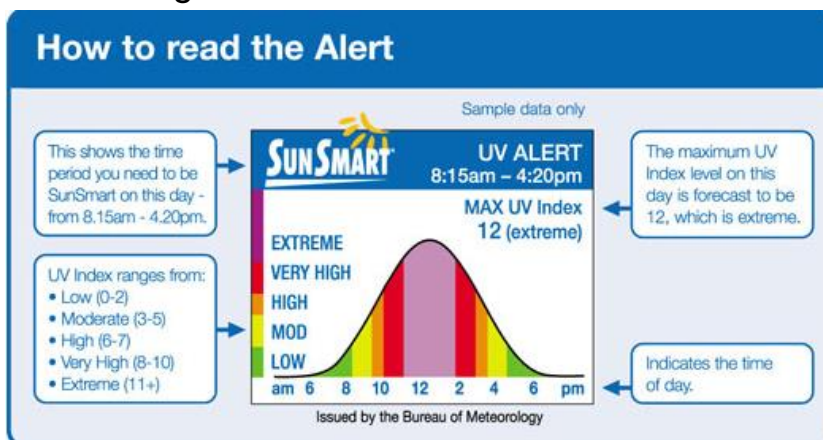 How to read the Alert
Sample data only
This shows the time
period you need to be
SunSmart on this day -
from 8.15am - 4.20pm.
UV Index ranges from:
• Low (0-2)
• Moderate (3-5)
• High (6-7)
• Very High (8-10)
• Extreme (11+)
SUNSMART
UV ALERT
8:15am – 4:20pm
MAX UV Index
12 (extreme)
EXTREME
VERY HIGH
HIGH
MOD
LOW
am 6 8 10 12 2 4 6 pm
Issued by the Bureau of Meteorology
The maximum UV
Index level on this
day is forecast to be
12, which is extreme.
Indicates the time
of day.